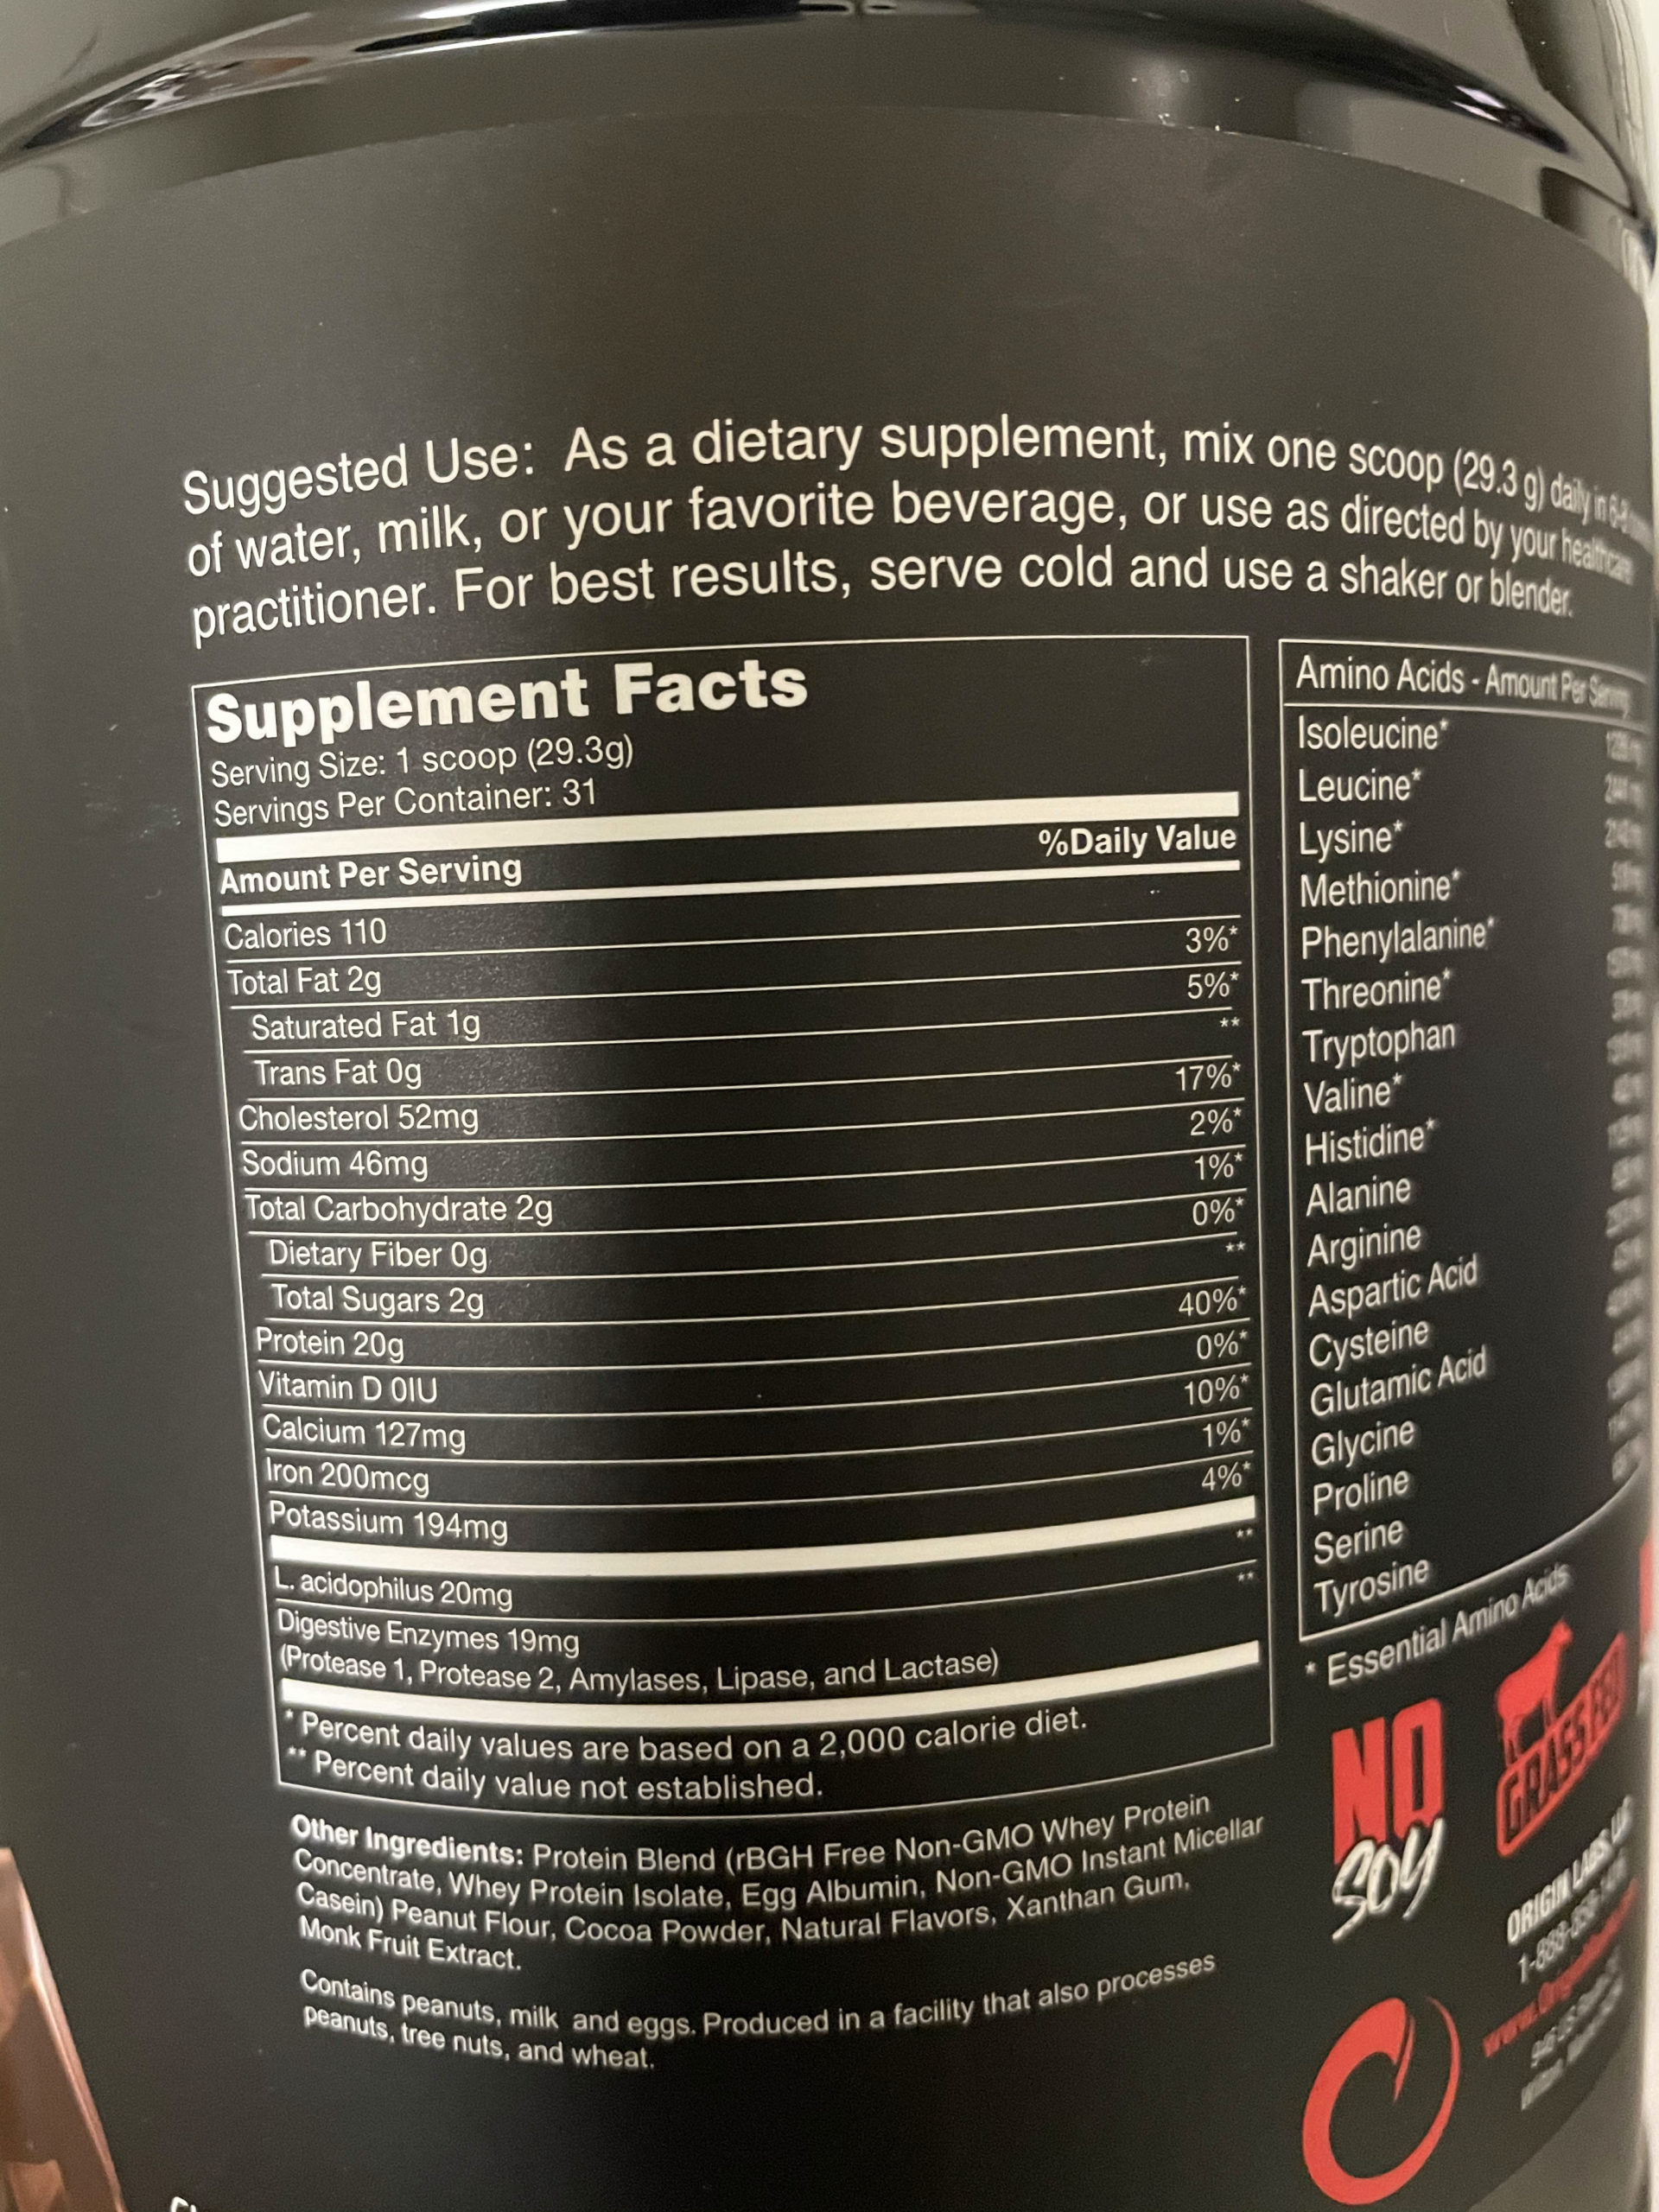 Suggested Use: As a dietary supplement, mix one scoop (29.3 g) daily in 6-8
of water, milk, or your favorite beverage, or use as directed by your healthcare
practitioner. For best results, serve cold and use a shaker or blender.
Supplement Facts
Serving Size: 1 scoop (29.3g)
Servings Per Container: 31
%Daily Value
Amount Per Serving
Calories 110
Total Fat 2g 3%*
Saturated Fat 1g 5%*
Trans Fat 0g **
Cholesterol 52mg 17%*
Sodium 46mg 2%*
Total Carbohydrate 2g 1%*
Dietary Fiber 0g 0%*
Total Sugars 2g **
Protein 20g 40%*
Vitamin D 0IU 0%*
Calcium 127mg 10%*
Iron 200mcg 1%*
Potassium 194mg 4%*
L. acidophilus 20mg **
Digestive Enzymes 19mg **
(Protease 1, Protease 2, Amylases, Lipase, and Lactase)
* Percent daily values are based on a 2,000 calorie diet.
** Percent daily value not established.
Other Ingredients: Protein Blend (rBGH Free Non-GMO Whey Protein
Concentrate, Whey Protein Isolate, Egg Albumin, Non-GMO Instant Micellar
Casein) Peanut Flour, Cocoa Powder, Natural Flavors, Xanthan Gum,
Monk Fruit Extract.
Contains peanuts, milk and eggs. Produced in a facility that also processes
peanuts, tree nuts, and wheat.
Amino Acids - Amount Per Serving
Isoleucine*
Leucine*
Lysine*
Methionine*
Phenylalanine*
Threonine*
Tryptophan
Valine*
Histidine*
Alanine
Arginine
Aspartic Acid
Cysteine
Glutamic Acid
Glycine
Proline
Serine
Tyrosine
* Essential Amino Acids
NO
SOY
GRASS FED
ORIGIN LABS, LLC